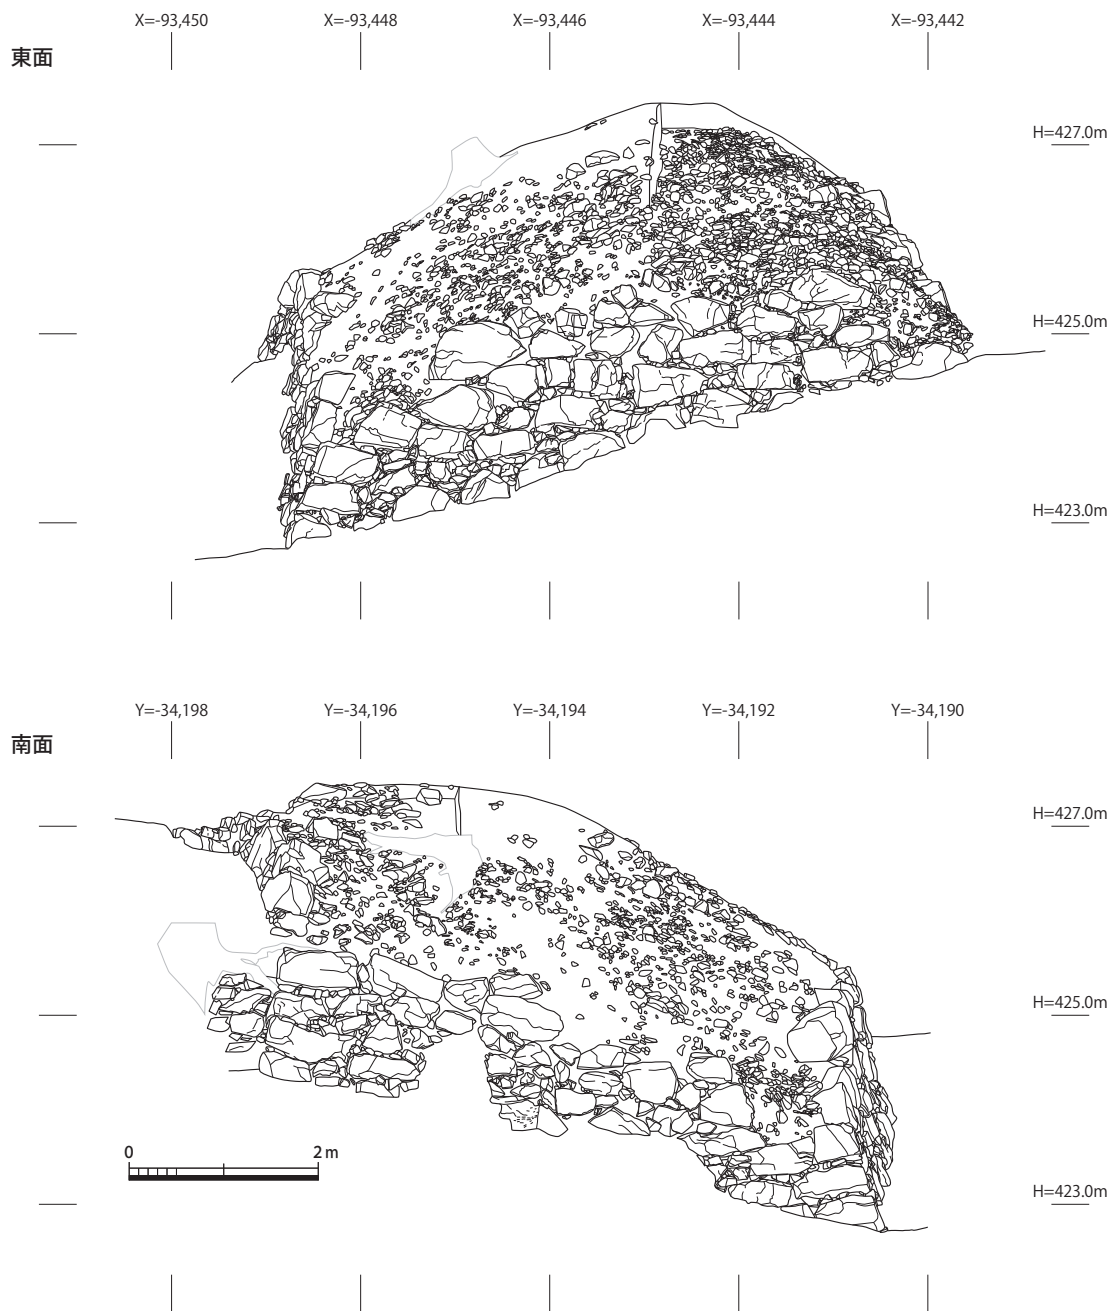 X=-93,450 X=-93,448 X=-93,446 X=-93,444 X=-93,442
東面
H=427.0m
H=425.0m
H=423.0m
Y=-34,198 Y=-34,196 Y=-34,194 Y=-34,192 Y=-34,190
南面
H=427.0m
H=425.0m
0 2m
H=423.0m